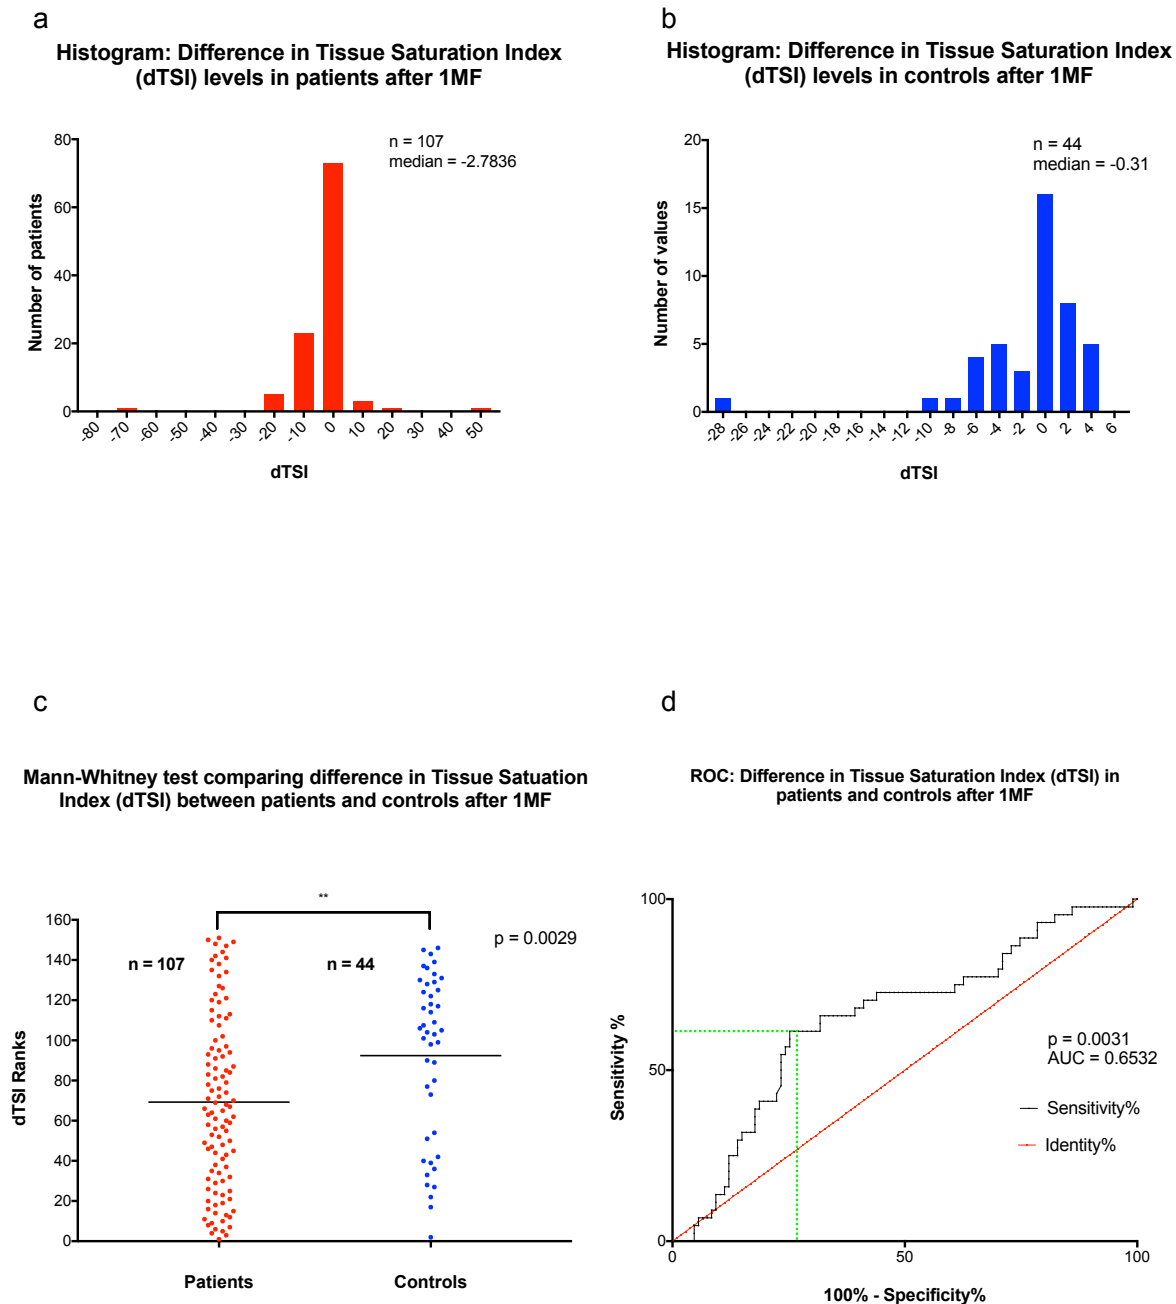 a
Histogram: Difference in Tissue Saturation Index
(dTSI) levels in patients after 1MF
n = 107
median = -2.7836
Number of patients
80
60
40
20
0
-80 -70 -60 -50 -40 -30 -20 -10 0 10 20 30 40 50
dTSI
b
Histogram: Difference in Tissue Saturation Index
(dTSI) levels in controls after 1MF
n = 44
median = -0.31
Number of values
20
15
10
5
0
-28 -26 -24 -22 -20 -18 -16 -14 -12 -10 -8 -6 -4 -2 0 2 4 6
dTSI
c
Mann-Whitney test comparing difference in Tissue Satuation
Index (dTSI) between patients and controls after 1MF
**
p = 0.0029
n = 107
n = 44
dTSI Ranks
160
140
120
100
80
60
40
20
0
Patients Controls
d
ROC: Difference in Tissue Saturation Index (dTSI) in
patients and controls after 1MF
Sensitivity %
100
50
0
p = 0.0031
AUC = 0.6532
Sensitivity%
Identity%
0 50 100
100% - Specificity%